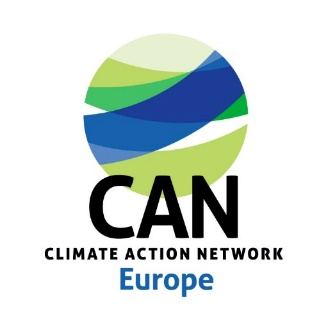 CAN
CLIMATE ACTION NETWORK
Europe